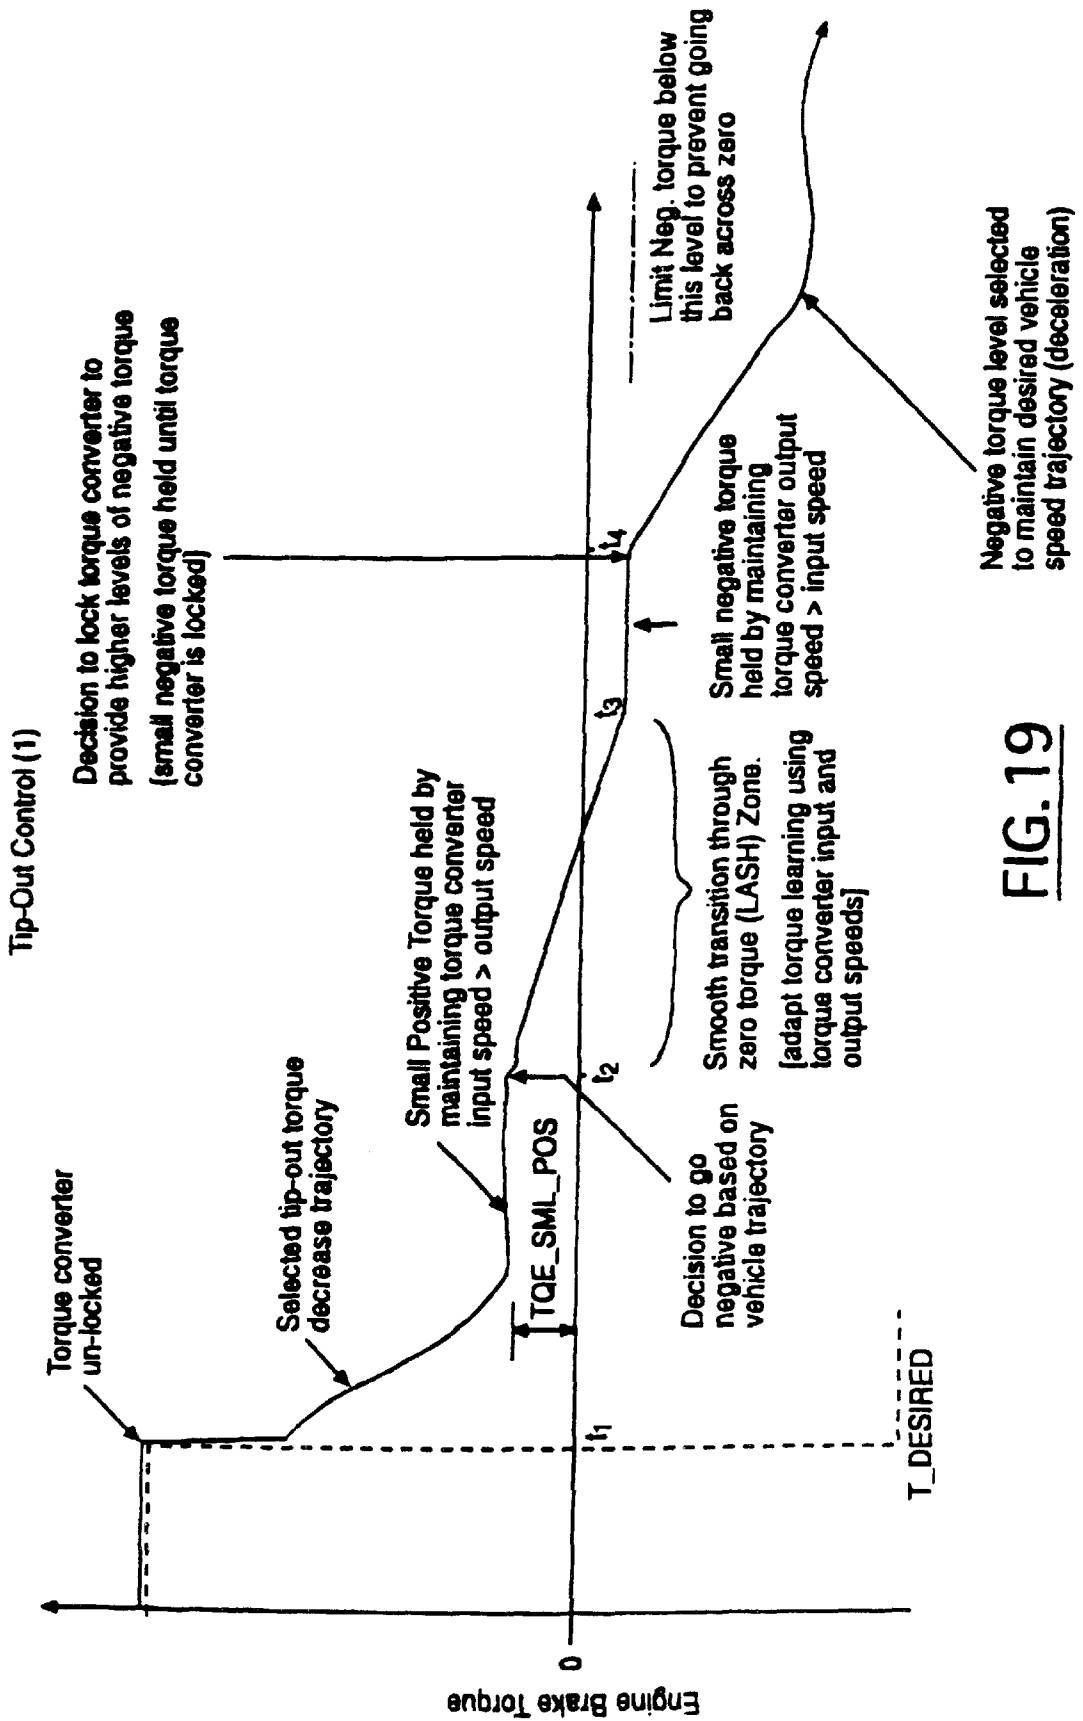 Tip-Out Control (1)
Decision to lock torque converter to
provide higher levels of negative torque
[small negative torque held until torque
converter is locked]
Torque converter
un-locked
Selected tip-out torque
decrease trajectory
Small Positive Torque held by
maintaining torque converter
input speed > output speed
Engine Brake Torque
0
TQE_SML_POS
t1
t2
t3
t4
Limit Neg. torque below
this level to prevent going
back across zero
T_DESIRED
Decision to go
negative based on
vehicle trajectory
Smooth transition through
zero torque (LASH) Zone.
[adapt torque learning using
torque converter input and
output speeds]
Small negative torque
held by maintaining
torque converter output
speed > input speed
Negative torque level selected
to maintain desired vehicle
speed trajectory (deceleration)
FIG. 19